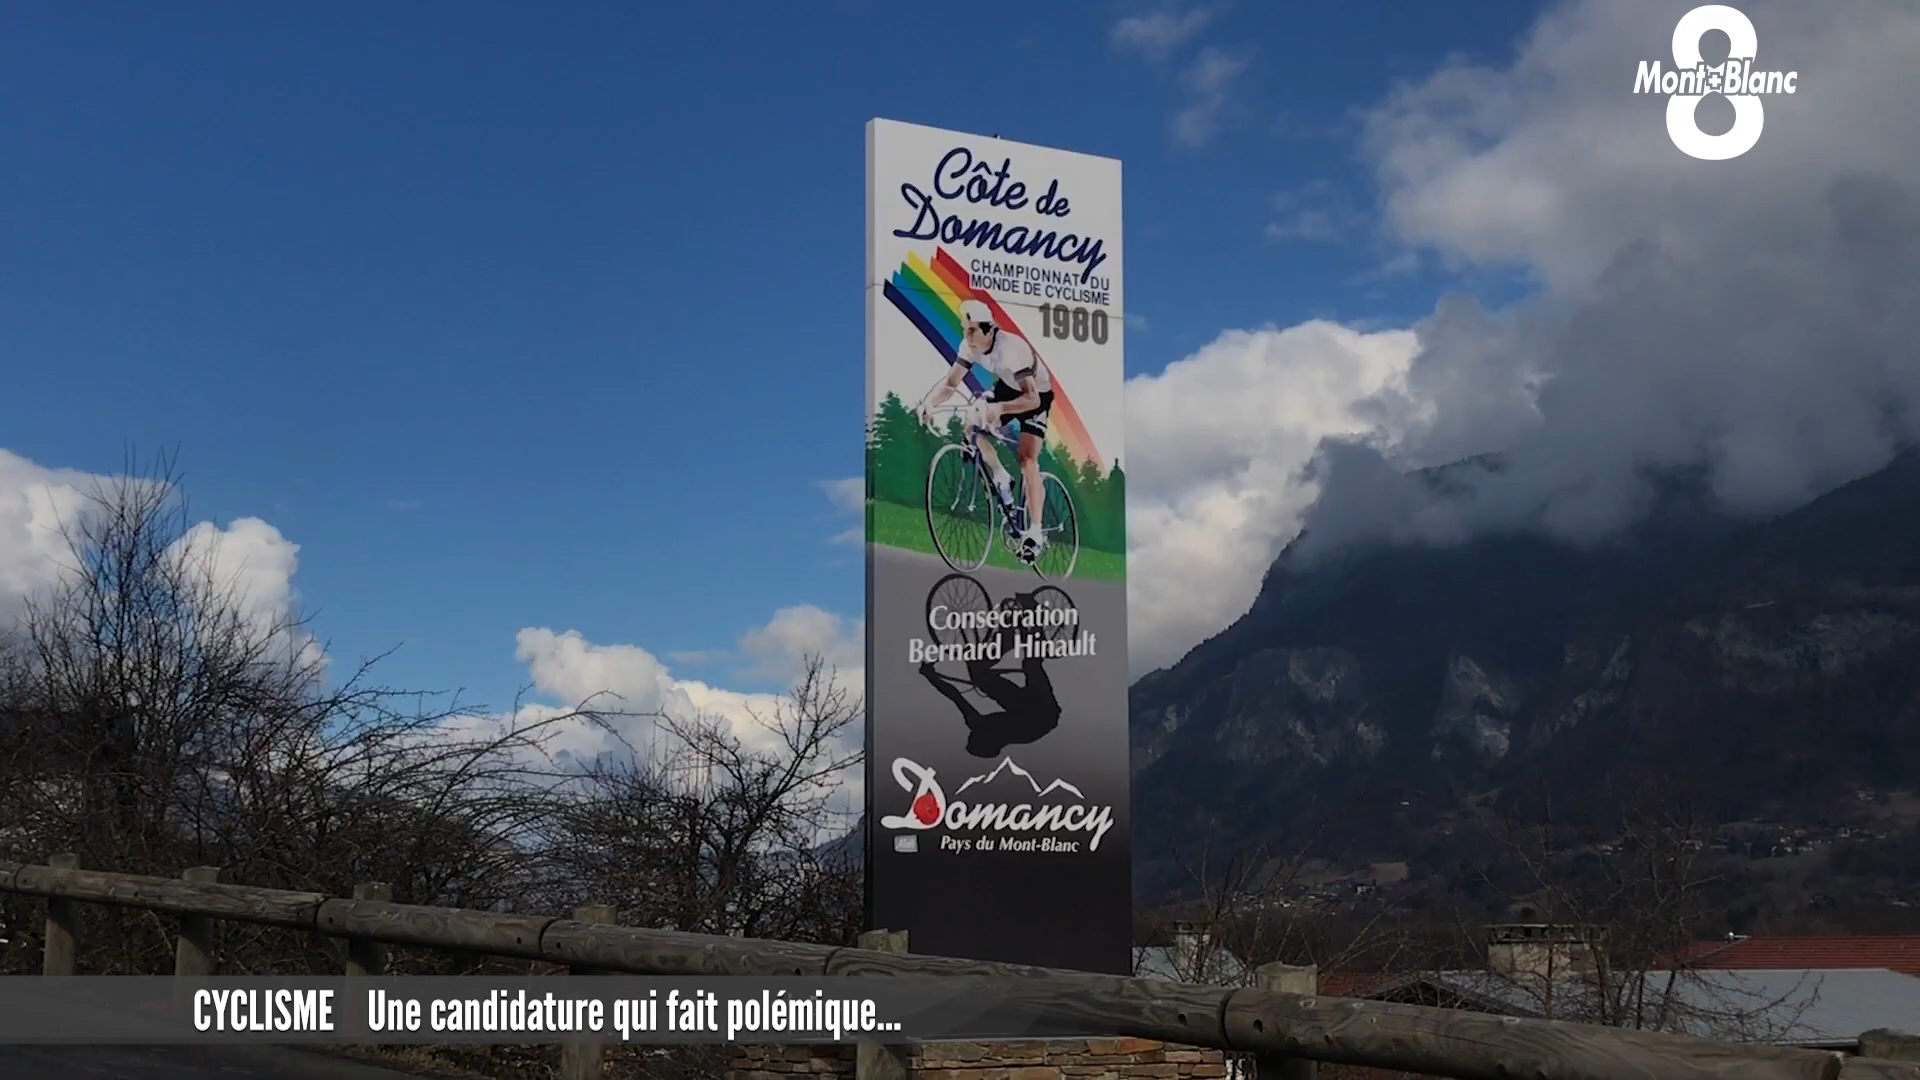 8
Mont-Blanc
Côte de
Domancy
CHAMPIONNAT DU
MONDE DE CYCLISME
1980
Consécration
Bernard Hinault
Domancy
Pays du Mont-Blanc
CYCLISME Une candidature qui fait polémique...